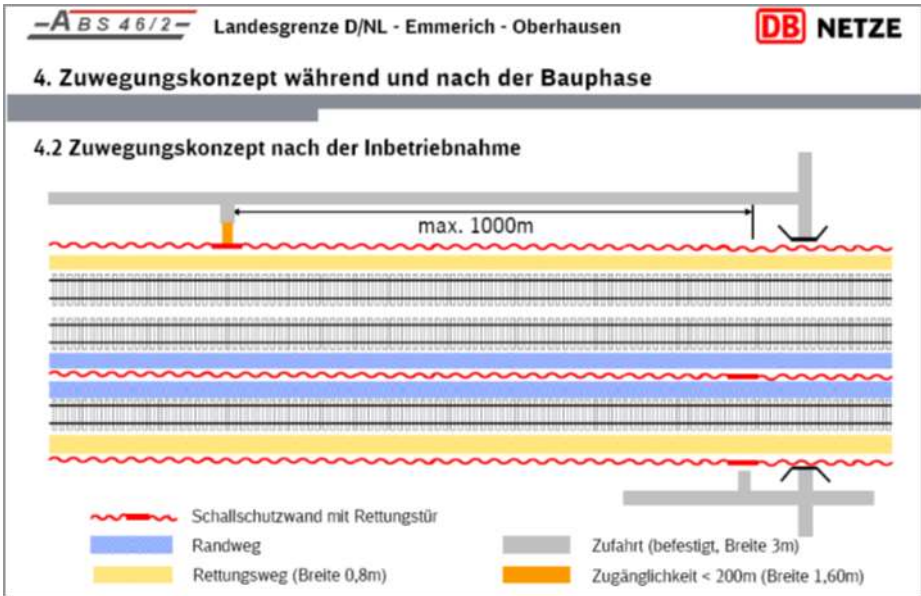 ABS 46/2 Landesgrenze D/NL - Emmerich - Oberhausen DB NETZE
4. Zuwegungskonzept während und nach der Bauphase
4.2 Zuwegungskonzept nach der Inbetriebnahme
max. 1000m
Schallschutzwand mit Rettungstür
Randweg
Zufahrt (befestigt, Breite 3m)
Rettungsweg (Breite 0,8m)
Zugänglichkeit < 200m (Breite 1,60m)